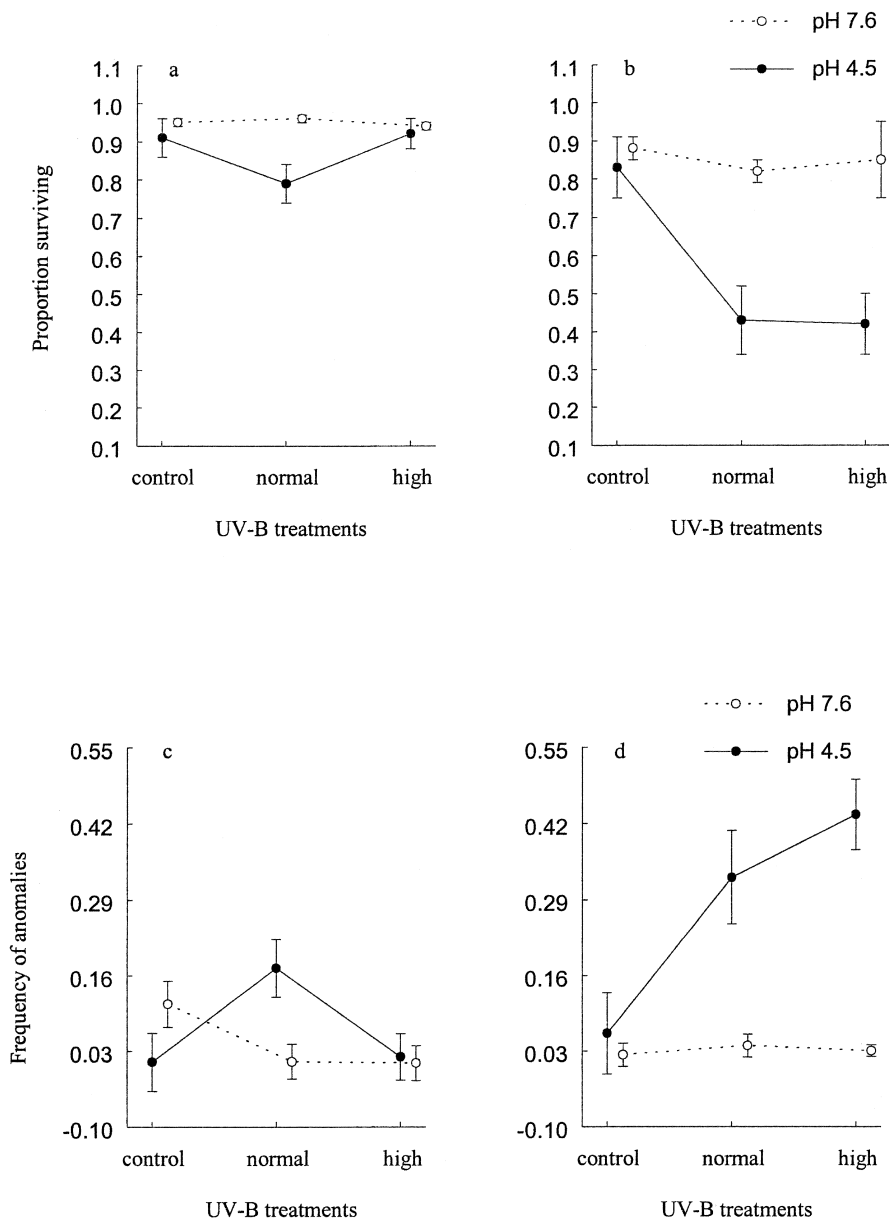 pH 7.6
pH 4.5
a
1.1
1.0
0.9
0.8
0.7
0.6
0.5
0.4
0.3
0.2
0.1
Proportion surviving
control normal high
UV-B treatments
b
1.1
1.0
0.9
0.8
0.7
0.6
0.5
0.4
0.3
0.2
0.1
control normal high
UV-B treatments
pH 7.6
pH 4.5
c
0.55
0.42
0.29
0.16
0.03
-0.10
Frequency of anomalies
control normal high
UV-B treatments
d
0.55
0.42
0.29
0.16
0.03
-0.10
control normal high
UV-B treatments